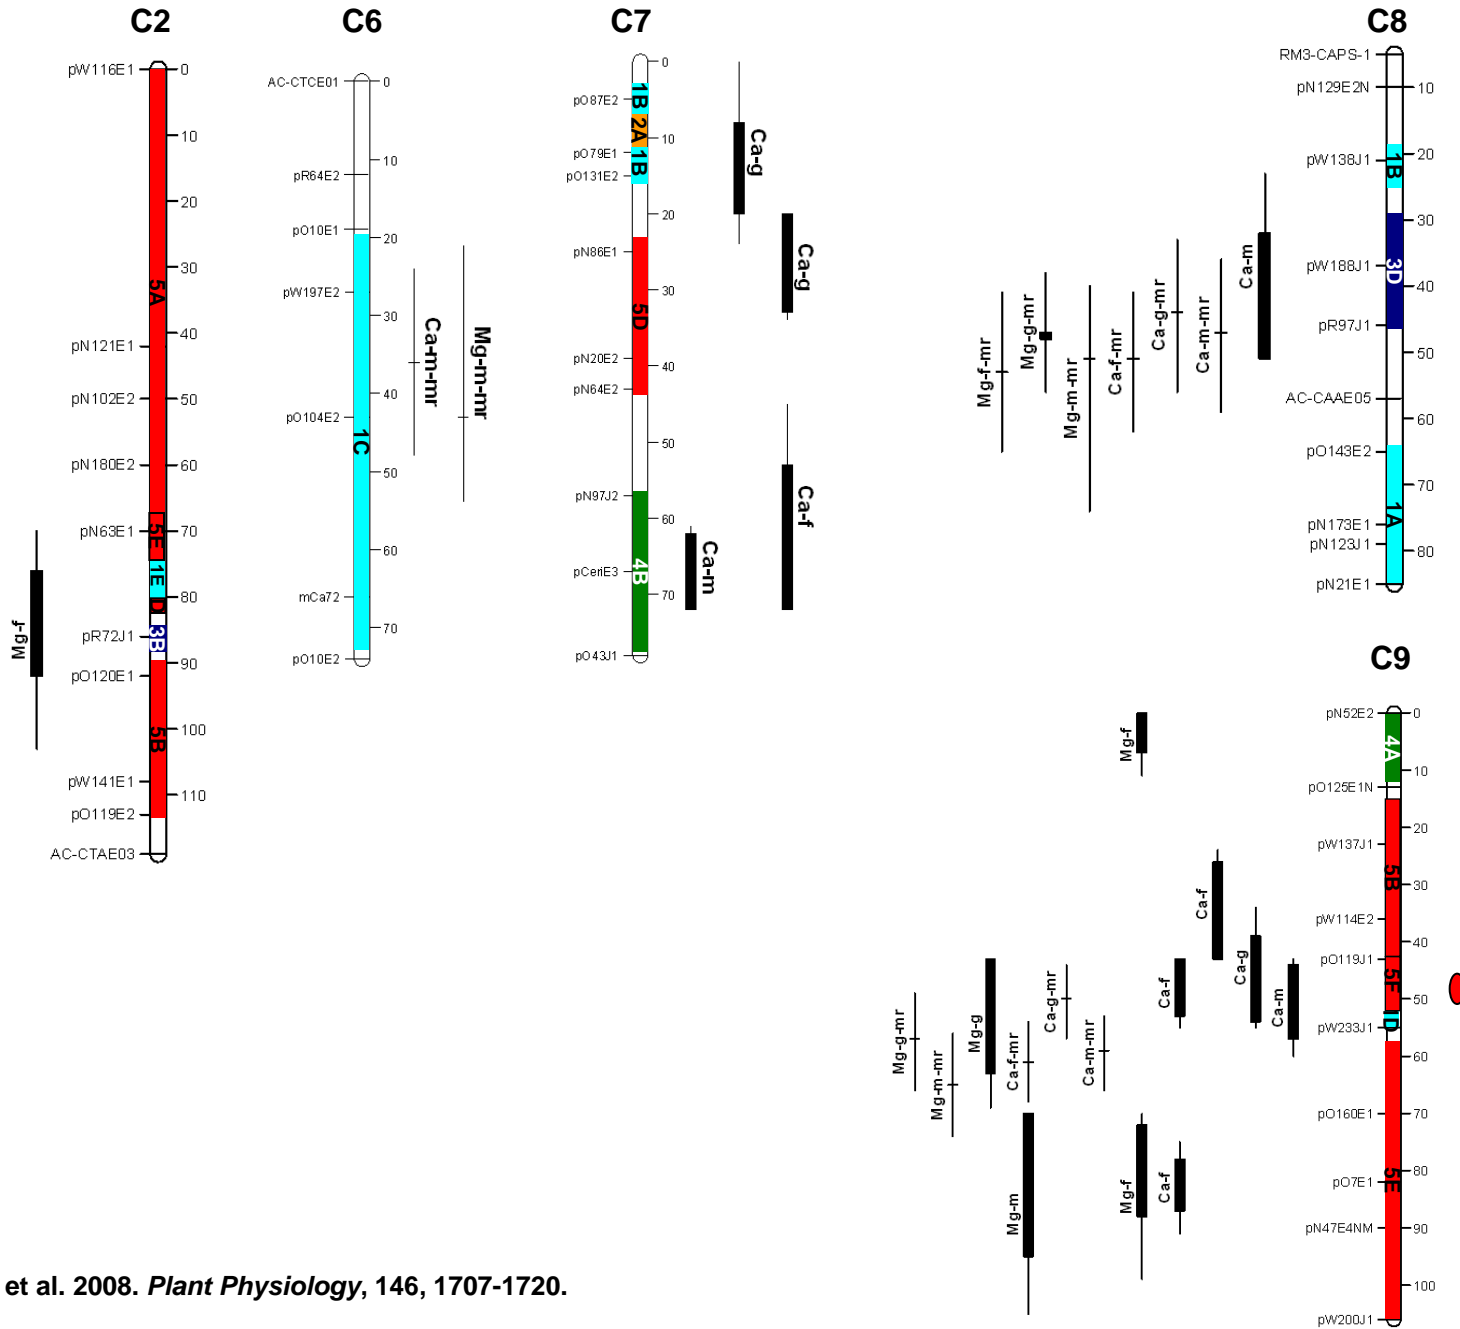 C2
pW116E1
0
10
20
30
5A
pN121E1
40
pN102E2
50
pN180E2
60
pN63E1
70
5E
1E
80
D
pR72J1
3B
90
pO120E1
100
5B
pW141E1
110
pO119E2
AC-CTAE03
Mg-f
C6
AC-CTCE01
0
pR64E2
10
pO10E1
20
pW197E2
30
pO104E2
40
1C
50
60
mCa72
70
pO10E2
Ca-m-mr
Mg-m-mr
C7
0
1B
pO87E2
2A
10
pO79E1
1B
pO131E2
20
pN86E1
30
5D
pN20E2
40
pN64E2
50
pN97J2
60
pCeriE3
4B
70
pO43J1
Ca-g
Ca-g
Ca-f
Ca-m
C8
RM3-CAPS-1
pN129E2N
10
pW138J1
20
1B
30
pW188J1
3D
40
pR97J1
50
AC-CAAE05
60
pO143E2
70
1A
pN173E1
pN123J1
80
pN21E1
Mg-f-mr
Mg-g-mr
Mg-m-mr
Ca-f-mr
Ca-g-mr
Ca-m-mr
Ca-m
C9
pN52E2
0
4A
10
pO125E1N
20
pW137J1
5B
30
pW114E2
40
pO119J1
5F
50
1D
pW233J1
60
pO160E1
70
80
pO7E1
5E
pN47E4NM
90
100
pW200J1
Mg-f
Ca-f
Ca-g
Ca-m
Ca-f
Mg-g-mr
Mg-m-mr
Mg-g
Ca-f-mr
Ca-g-mr
Ca-m-mr
Mg-m
Mg-f
Ca-f
et al. 2008. Plant Physiology, 146, 1707-1720.